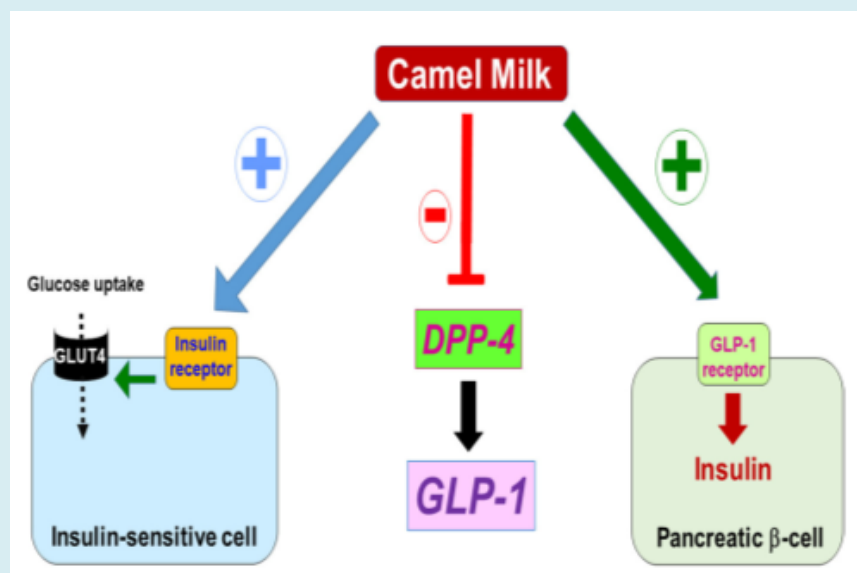 Camel Milk
+
-
+
Glucose uptake
GLUT4
Insulin
receptor
Insulin-sensitive cell
DPP-4
GLP-1
GLP-1
receptor
Insulin
Pancreatic β-cell